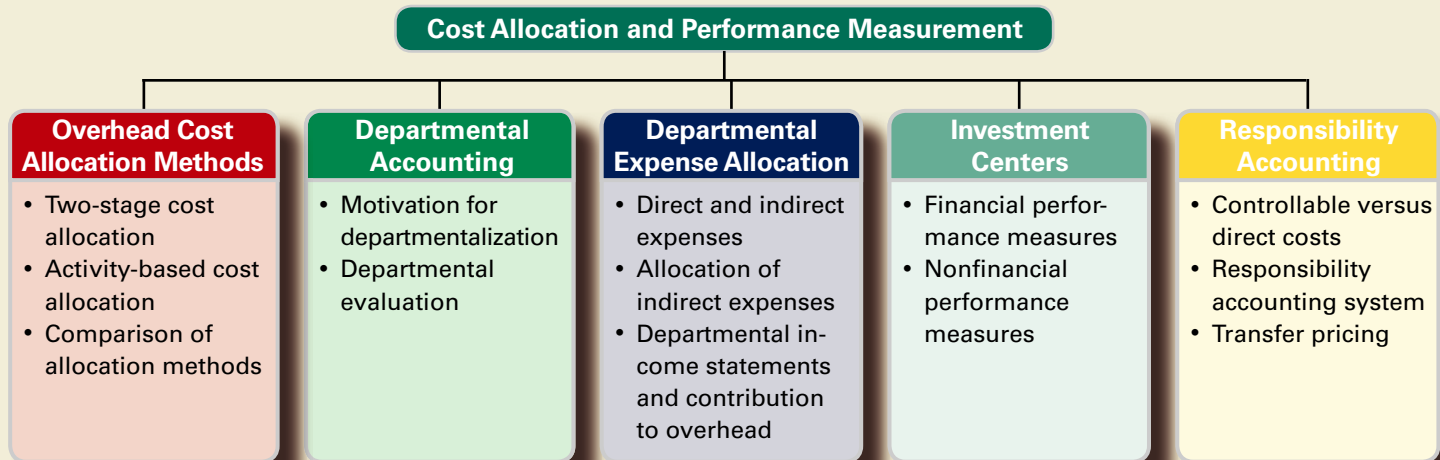 Cost Allocation and Performance Measurement
Overhead Cost
Allocation Methods
• Two-stage cost
allocation
• Activity-based cost
allocation
• Comparison of
allocation methods
Departmental
Accounting
• Motivation for
departmentalization
• Departmental
evaluation
Departmental
Expense Allocation
• Direct and indirect
expenses
• Allocation of
indirect expenses
• Departmental in-
come statements
and contribution
to overhead
Investment
Centers
• Financial perfor-
mance measures
• Nonfinancial
performance
measures
Responsibility
Accounting
• Controllable versus
direct costs
• Responsibility
accounting system
• Transfer pricing